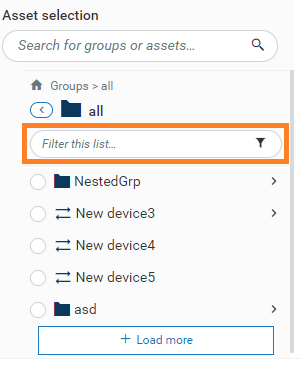 Asset selection
Search for groups or assets...
Groups > all
all
Filter this list...
NestedGrp
New device3
New device4
New device5
asd
+ Load more